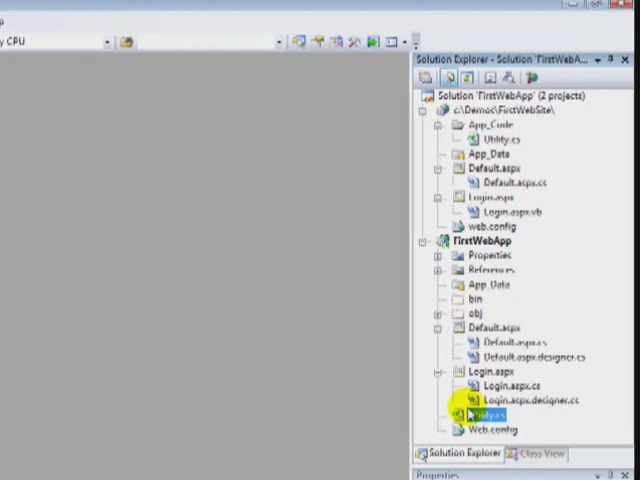 y CPU
Solution Explorer - Solution 'FirstWebA...
Solution 'FirstWebApp' (2 projects)
c:\Demos\FirstWebSite\
App_Code
Utility.cs
App_Data
Default.aspx
Default.aspx.cs
Login.aspx
Login.aspx.vb
web.config
FirstWebApp
Properties
References
App_Data
bin
obj
Default.aspx
Default.aspx.cs
Default.aspx.designer.cs
Login.aspx
Login.aspx.cs
Login.aspx.designer.cs
Utility.cs
Web.config
Solution Explorer
Class View
Properties